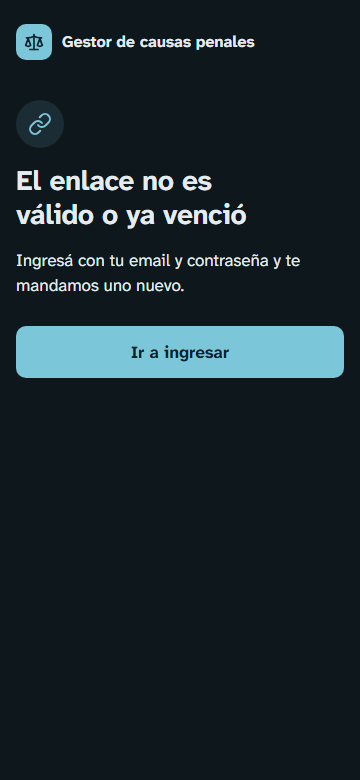 Gestor de causas penales
El enlace no es
válido o ya venció
Ingresá con tu email y contraseña y te
mandamos uno nuevo.
Ir a ingresar